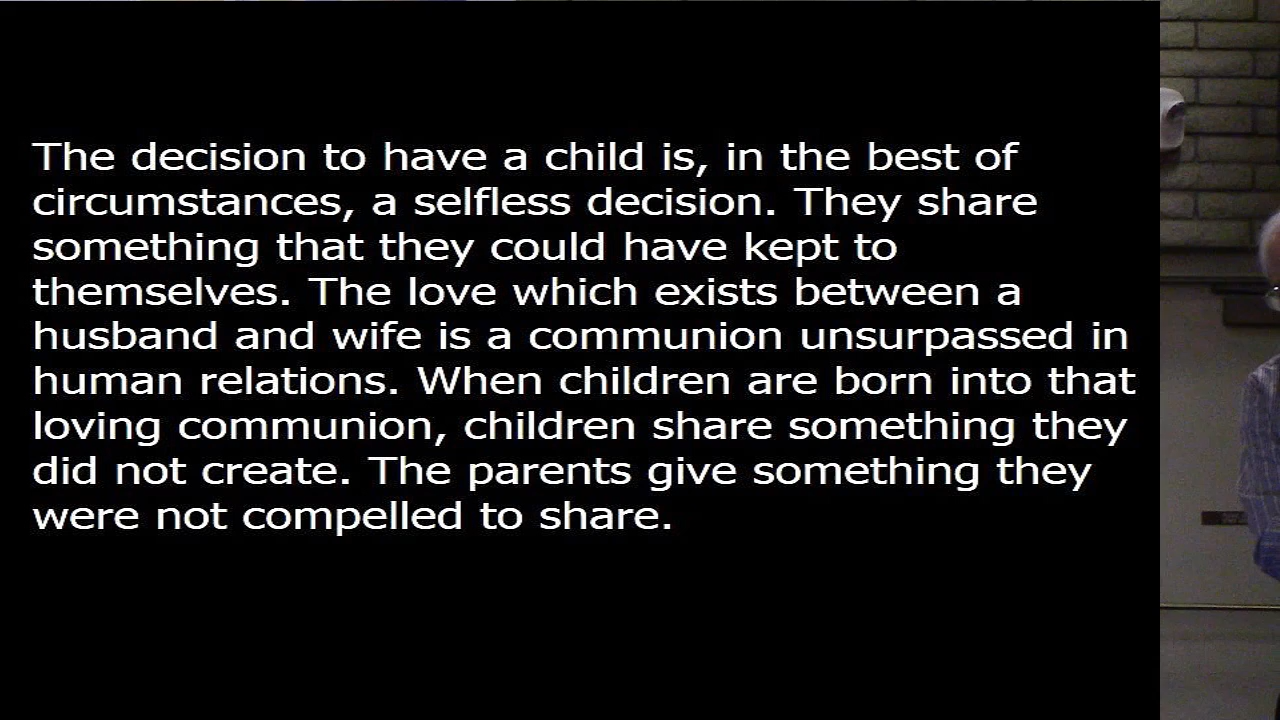 The decision to have a child is, in the best of
circumstances, a selfless decision. They share
something that they could have kept to
themselves. The love which exists between a
husband and wife is a communion unsurpassed in
human relations. When children are born into that
loving communion, children share something they
did not create. The parents give something they
were not compelled to share.